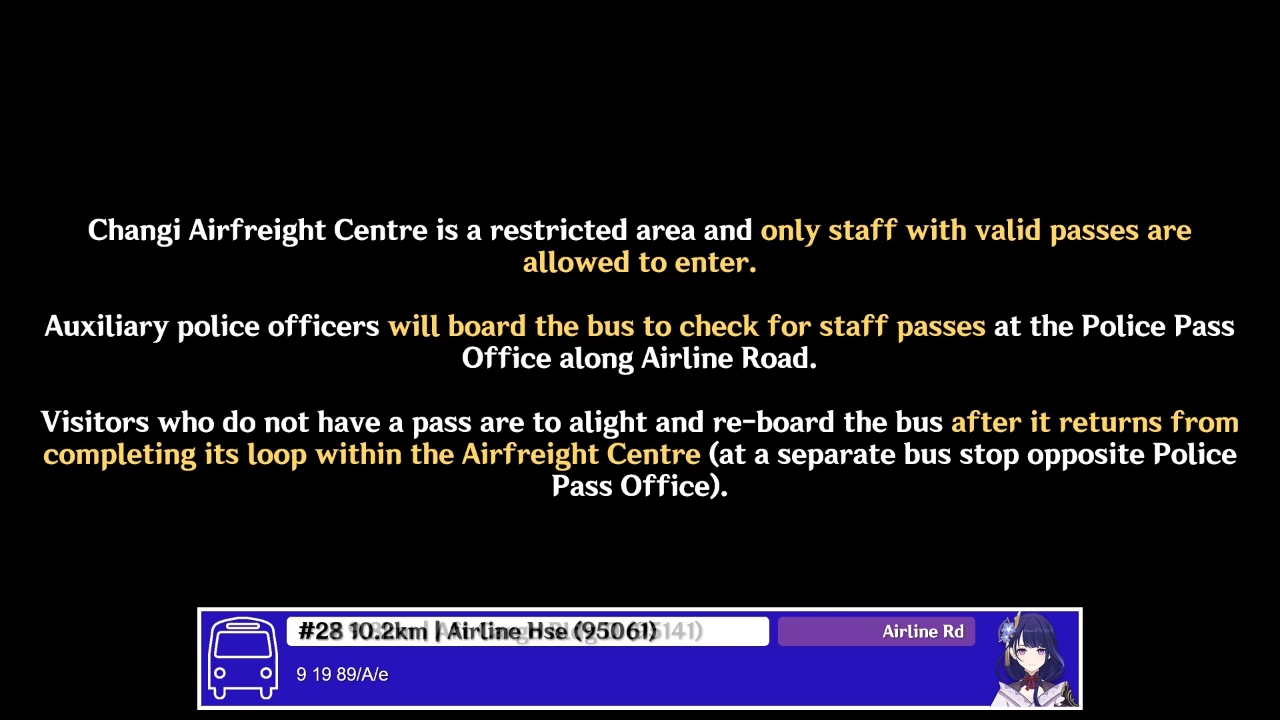 Changi Airfreight Centre is a restricted area and only staff with valid passes are
allowed to enter.
Auxiliary police officers will board the bus to check for staff passes at the Police Pass
Office along Airline Road.
Visitors who do not have a pass are to alight and re-board the bus after it returns from
completing its loop within the Airfreight Centre (at a separate bus stop opposite Police
Pass Office).
#28 10.2km | Airline Hse (95061)
Airline Rd
9 19 89/A/e